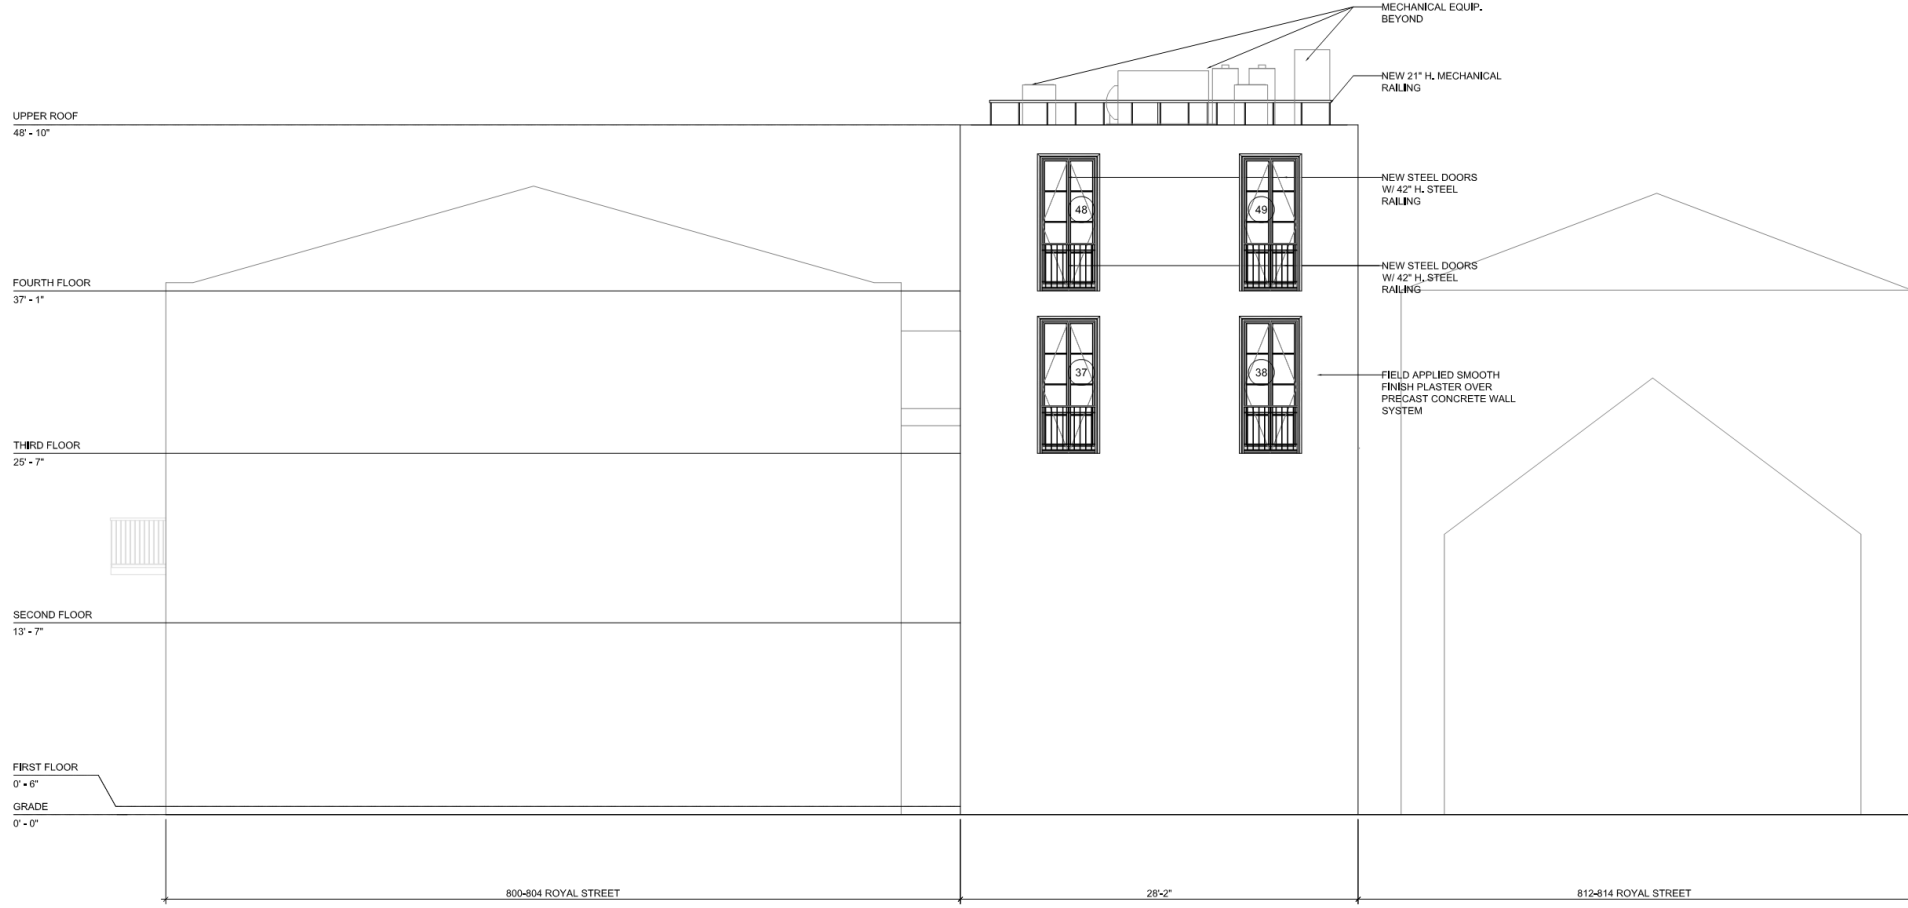 MECHANICAL EQUIP.
BEYOND
NEW 21" H. MECHANICAL
RAILING
UPPER ROOF
48' - 10"
NEW STEEL DOORS
W/ 42" H. STEEL
RAILING
48
49
NEW STEEL DOORS
W/ 42" H. STEEL
RAILING
FOURTH FLOOR
37' - 1"
37
38
FIELD APPLIED SMOOTH
FINISH PLASTER OVER
PRECAST CONCRETE WALL
SYSTEM
THIRD FLOOR
25' - 7"
SECOND FLOOR
13' - 7"
FIRST FLOOR
0' - 6"
GRADE
0' - 0"
800-804 ROYAL STREET
28'-2"
812-814 ROYAL STREET